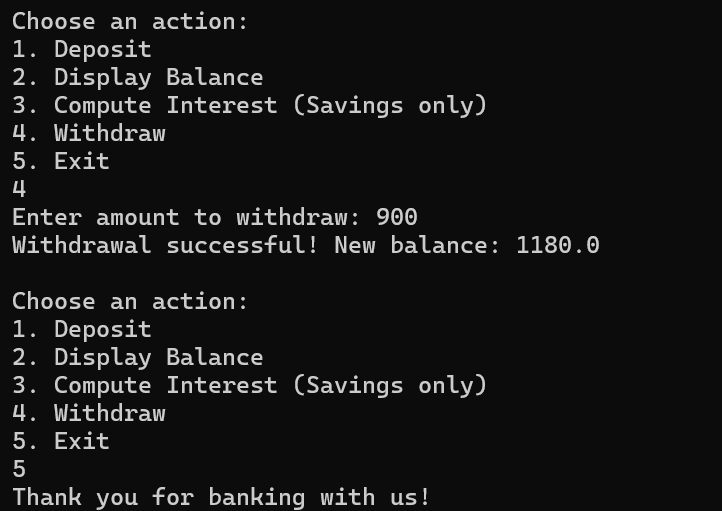 Choose an action:
1. Deposit
2. Display Balance
3. Compute Interest (Savings only)
4. Withdraw
5. Exit
4
Enter amount to withdraw: 900
Withdrawal successful! New balance: 1180.0

Choose an action:
1. Deposit
2. Display Balance
3. Compute Interest (Savings only)
4. Withdraw
5. Exit
5
Thank you for banking with us!